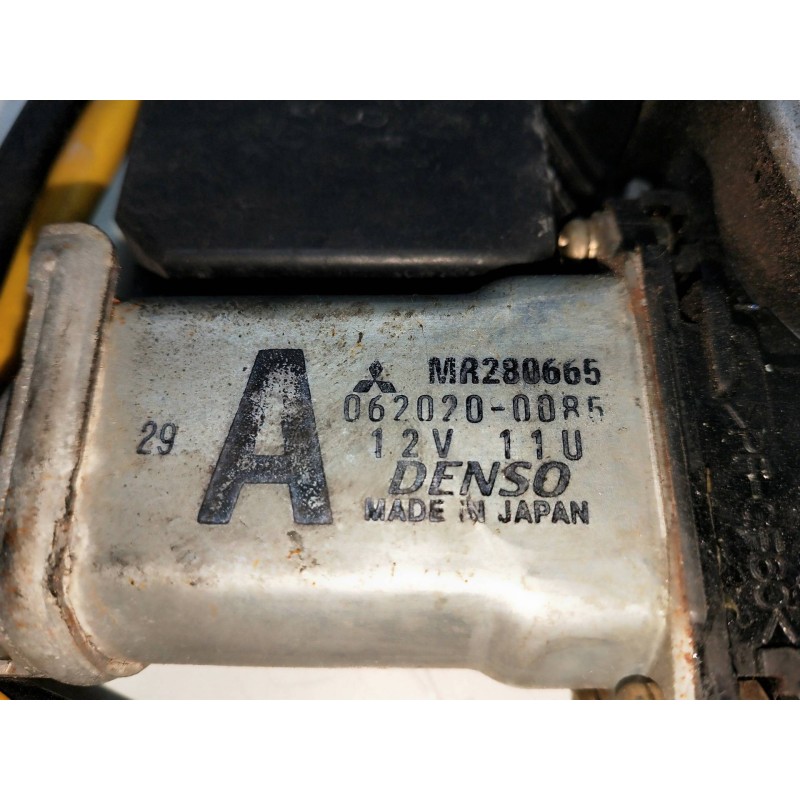 MR280665
062020-0085
12V 11U
DENSO
MADE IN JAPAN
A
29